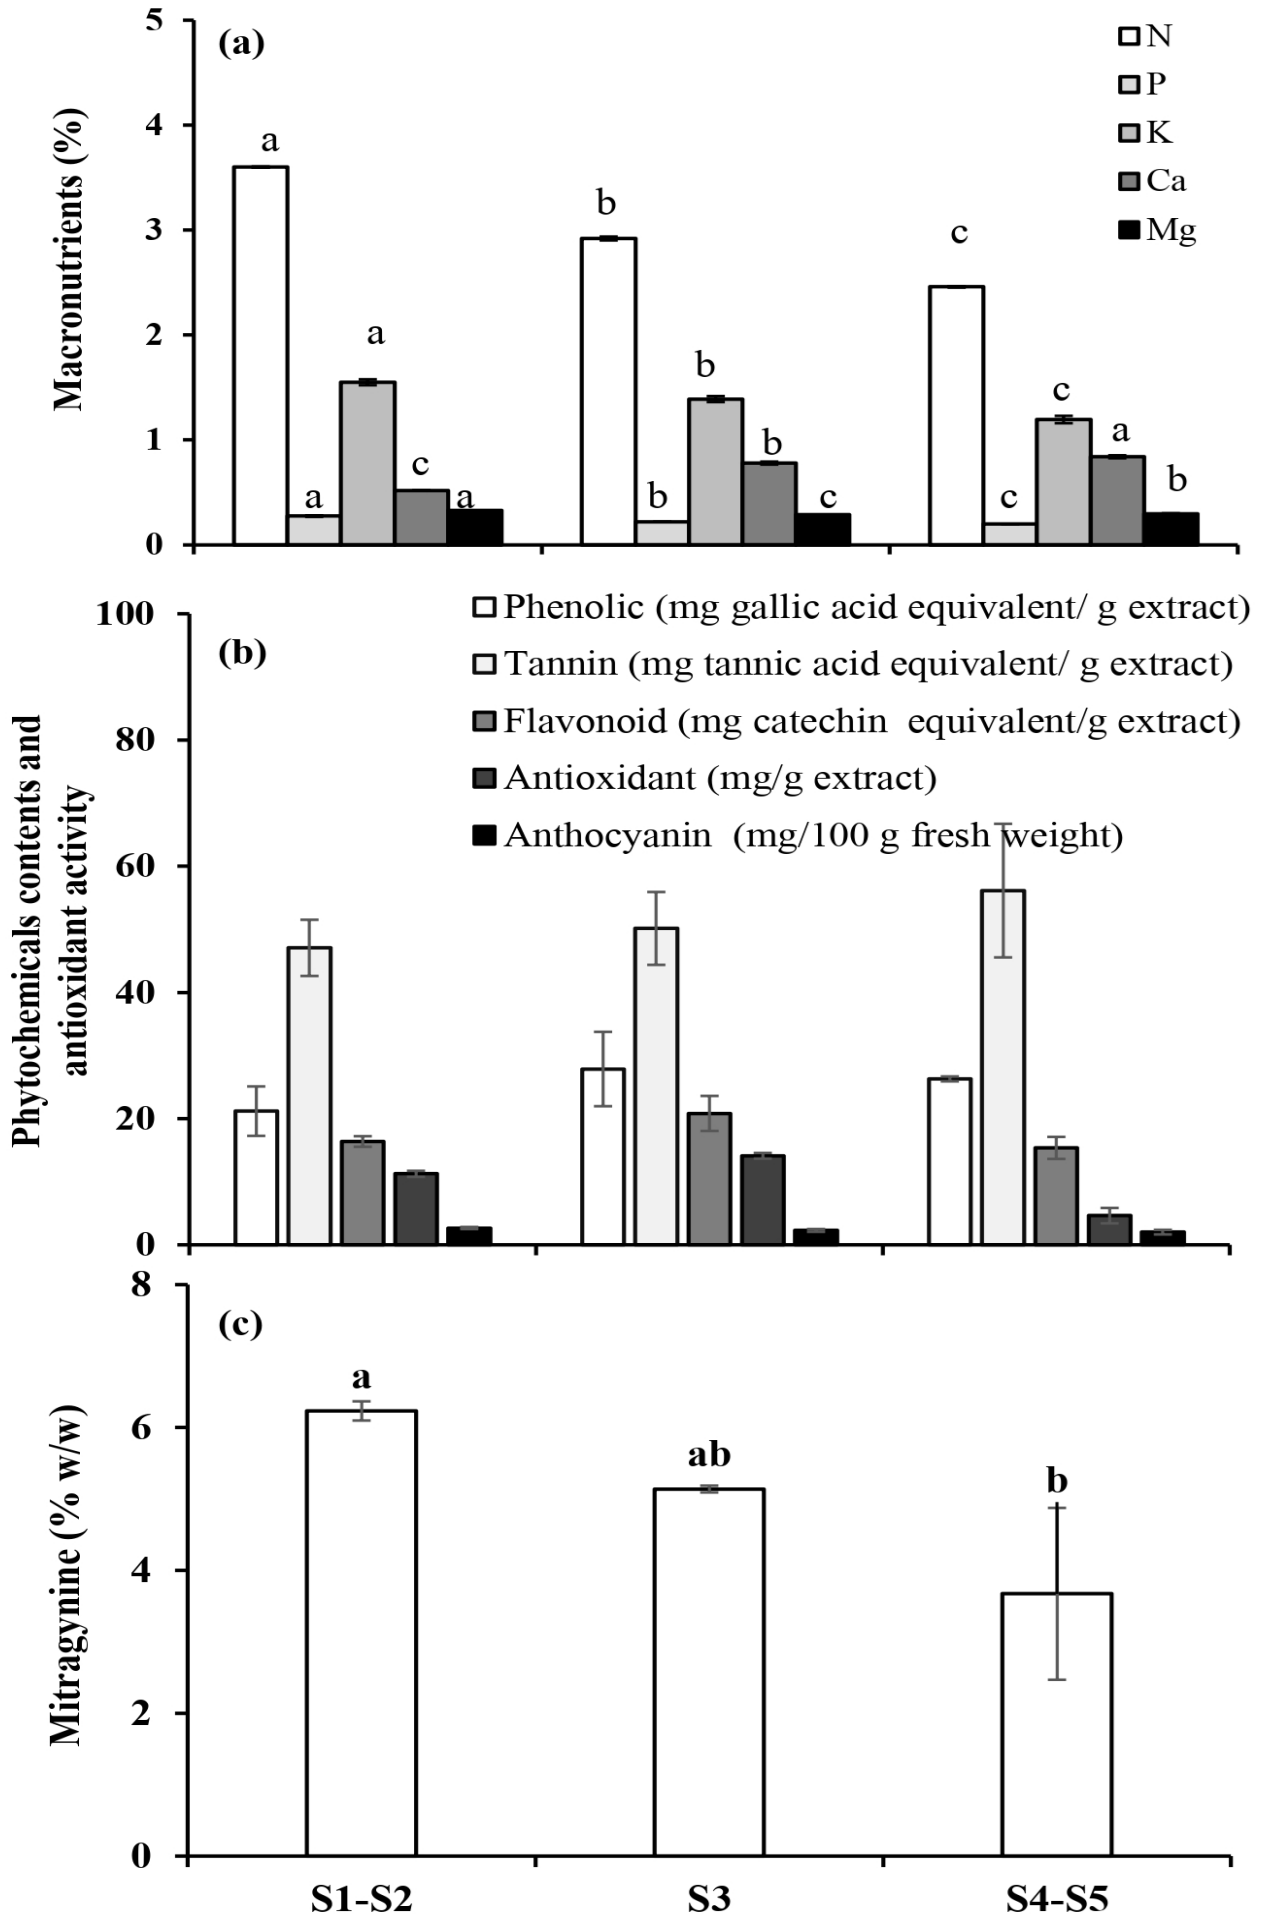 5
(a)
N
P
4
K
a
Ca
Mg
3
b
c
Macronutrients (%)
2
a
b
c
1
c
b
a
a
a
b
c
c
b
0
100
(b)
Phenolic (mg gallic acid equivalent/ g extract)
Tannin (mg tannic acid equivalent/ g extract)
80
Flavonoid (mg catechin  equivalent/g extract)
Antioxidant (mg/g extract)
Anthocyanin  (mg/100 g fresh weight)
60
Phytochemicals contents and
antioxidant activity
40
20
0
8
(c)
a
6
ab
b
Mitragynine (% w/w)
4
2
0
S1-S2
S3
S4-S5